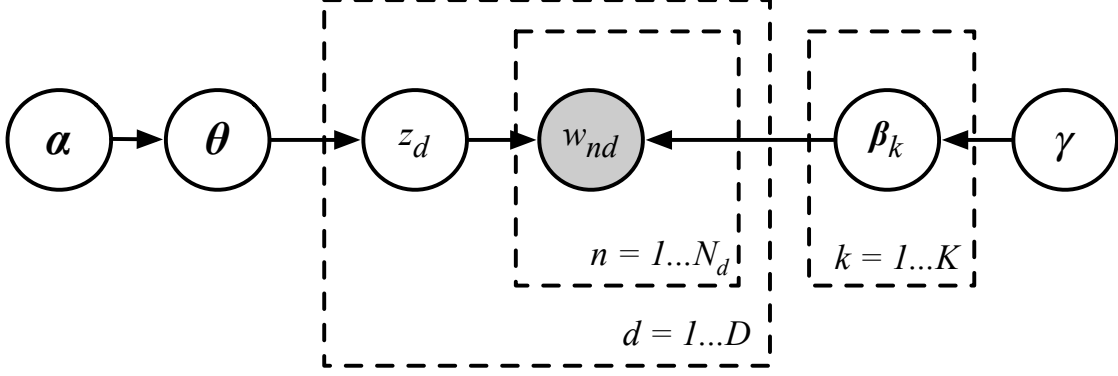 α θ z_d w_nd β_k γ
n = 1...N_d k = 1...K
d = 1...D